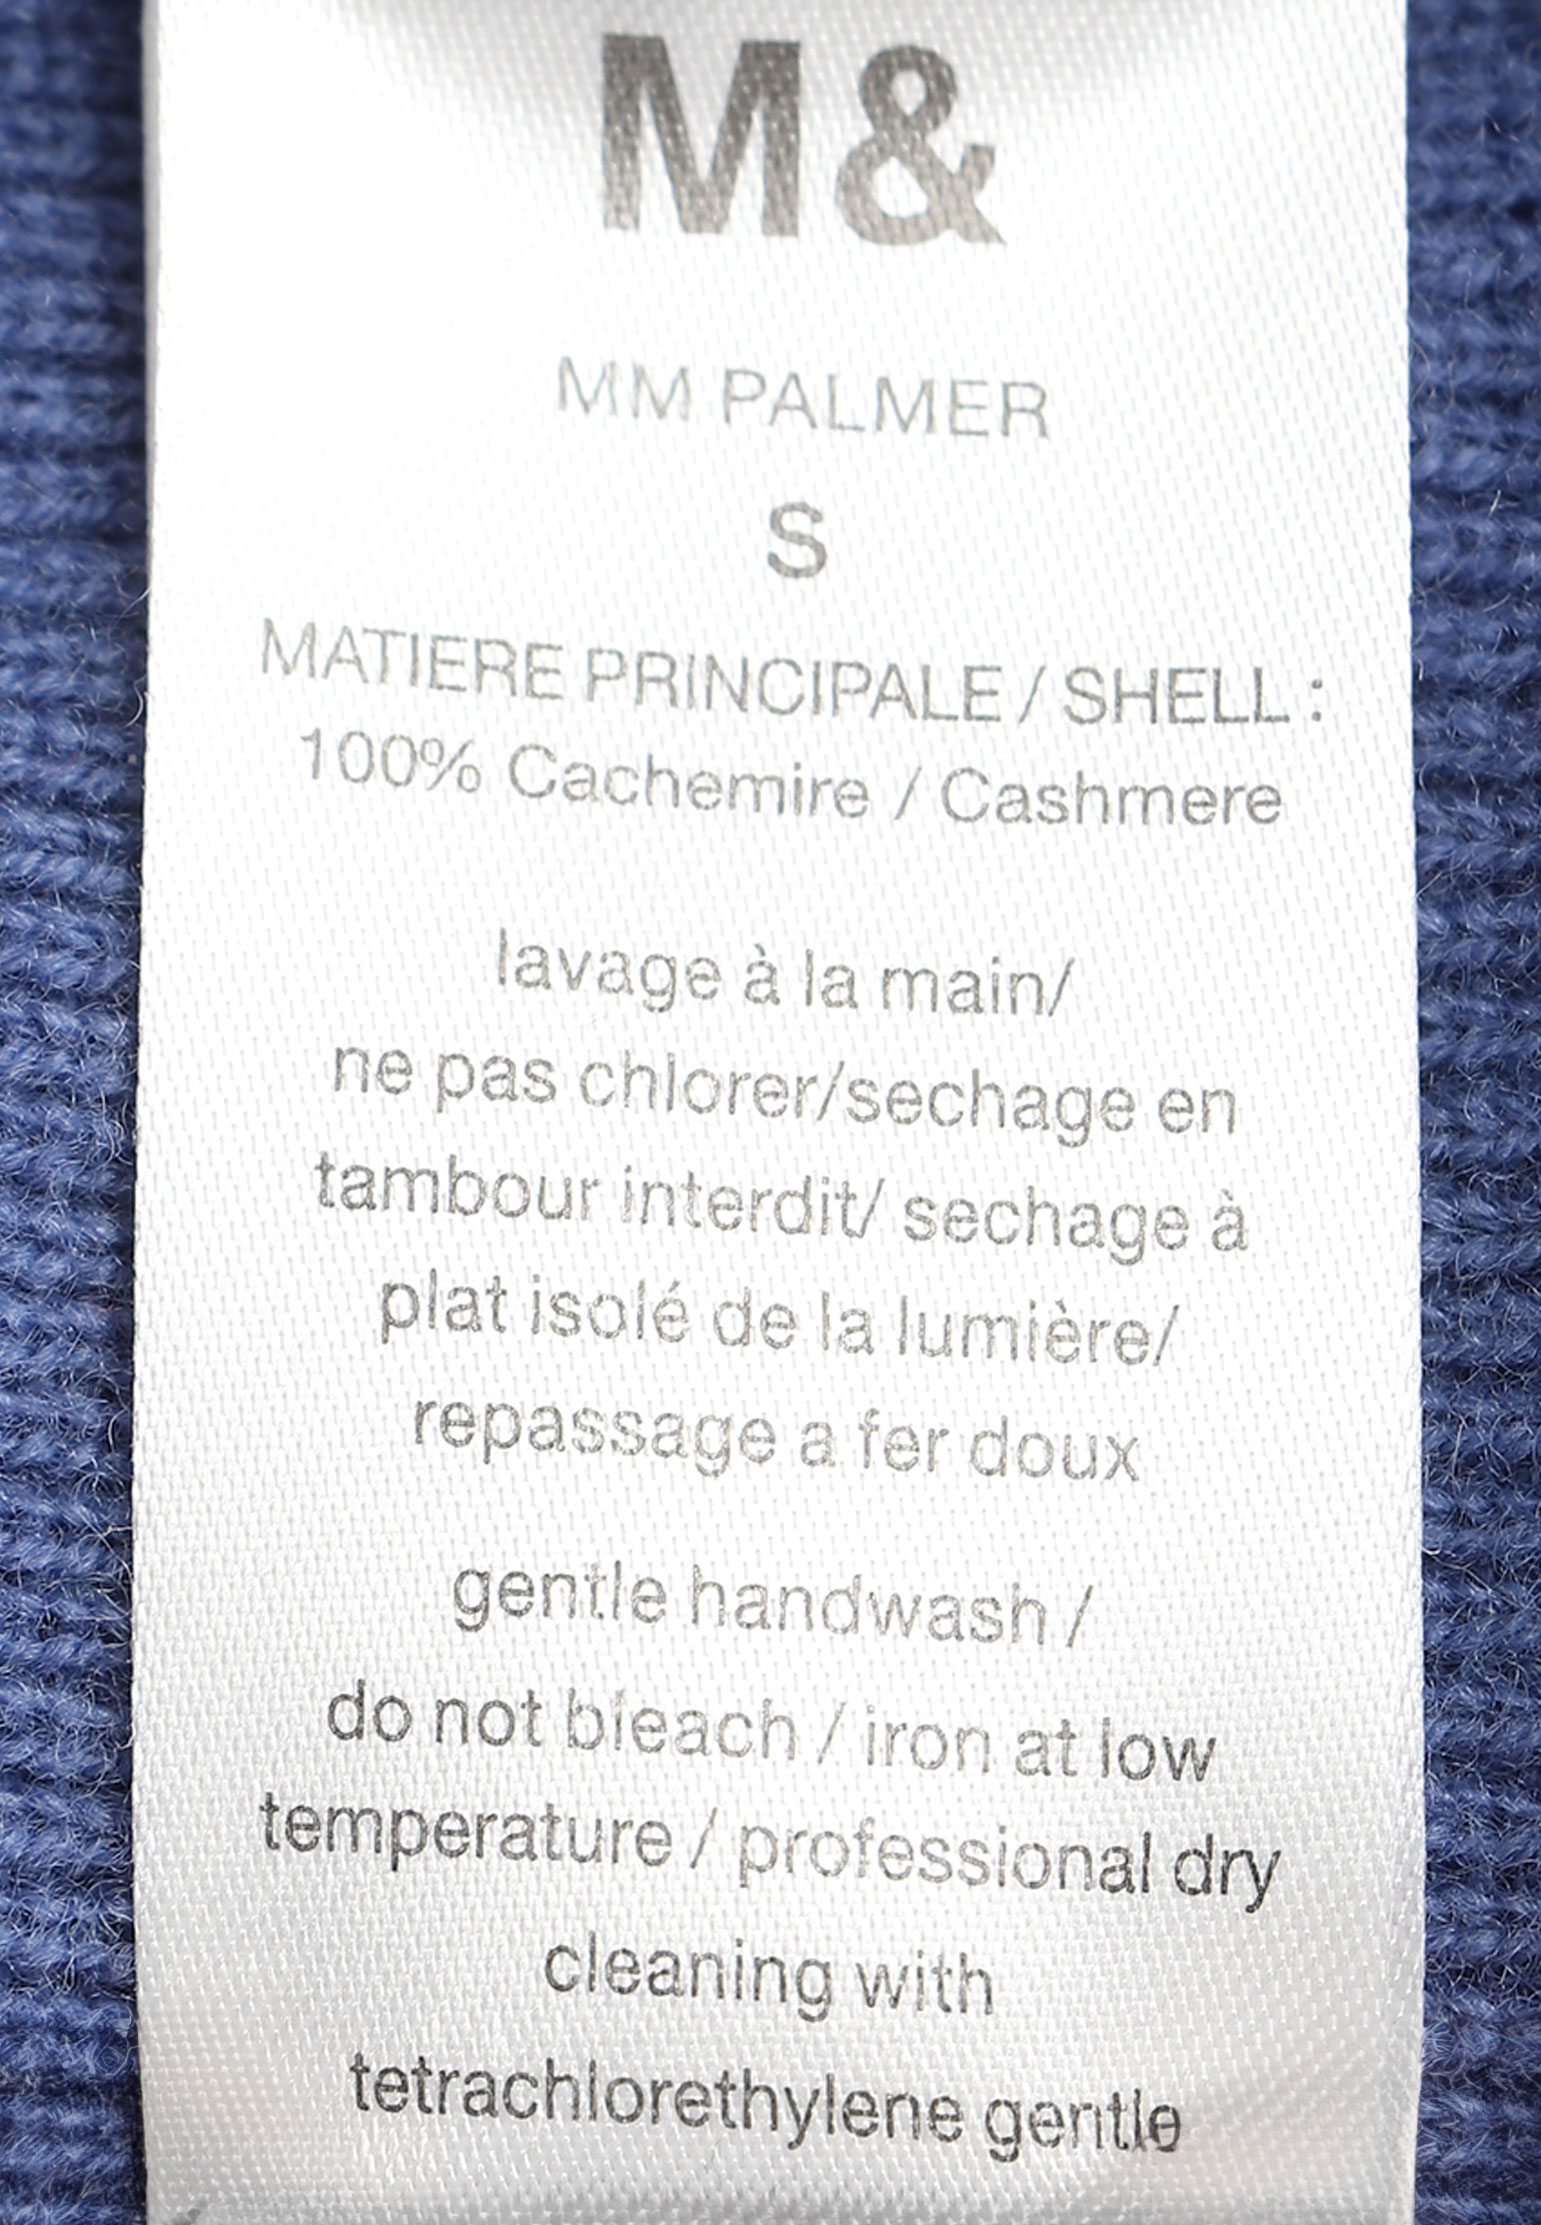 M&
MM PALMER
S
MATIERE PRINCIPALE / SHELL :
100% Cachemire / Cashmere
lavage à la main/
ne pas chlorer/sechage en
tambour interdit/ sechage à
plat isolé de la lumière/
repassage a fer doux
gentle handwash /
do not bleach / iron at low
temperature / professional dry
cleaning with
tetrachlorethylene gentle